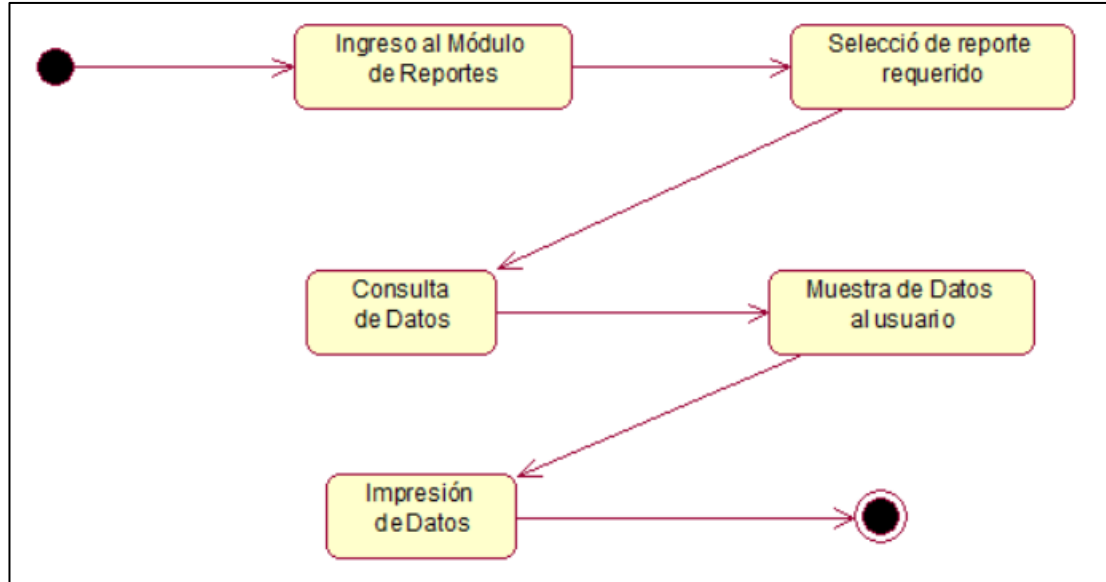 Ingreso al Módulo
de Reportes
Selecció de reporte
requerido
Consulta
de Datos
Muestra de Datos
al usuario
Impresión
de Datos